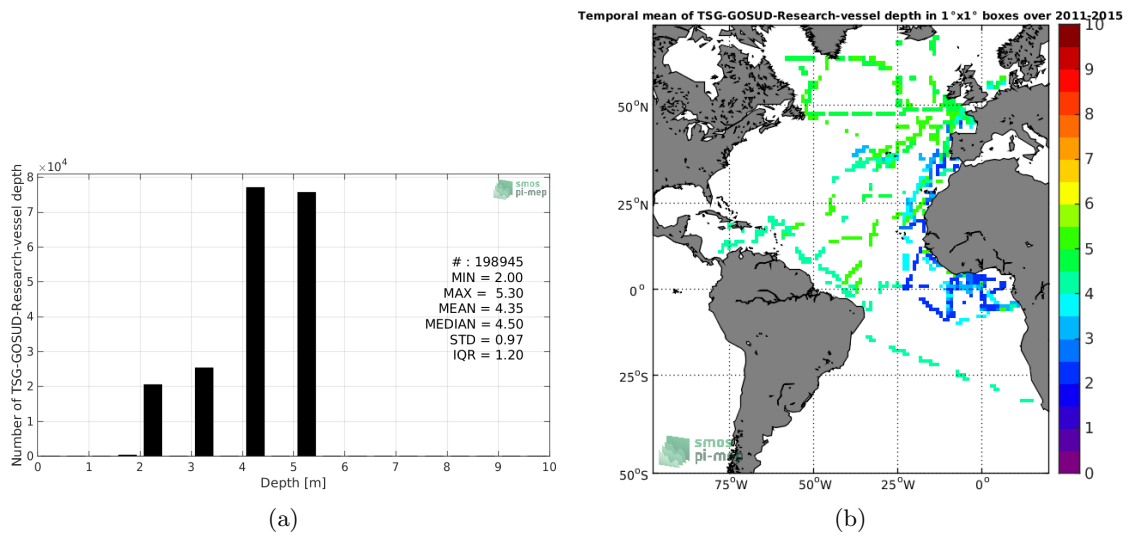 ×10⁴
8
7
6
5
4
3
2
1
0
Number of TSG-GOSUD-Research-vessel depth
smos
pi-mep
# : 198945
MIN = 2.00
MAX = 5.30
MEAN = 4.35
MEDIAN = 4.50
STD = 0.97
IQR = 1.20
0 1 2 3 4 5 6 7 8 9 10
Depth [m]
(a)
Temporal mean of TSG-GOSUD-Research-vessel depth in 1°x1° boxes over 2011-2015
50°N
25°N
0°
25°S
50°S
75°W 50°W 25°W 0°
smos
pi-mep
10
9
8
7
6
5
4
3
2
1
0
(b)